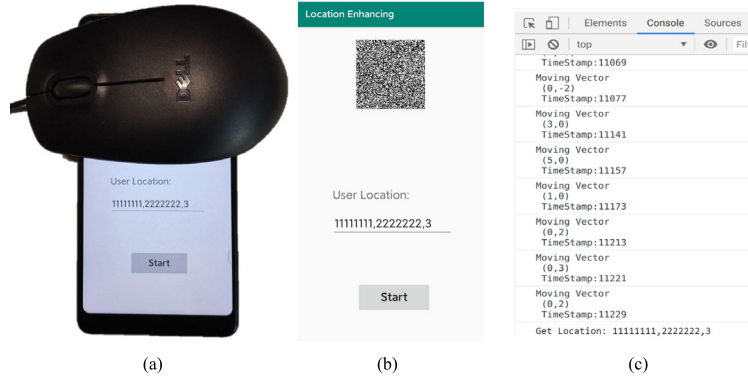 DELL
User Location:
11111111,2222222,3
Start
(a)
Location Enhancing
User Location:
11111111,2222222,3
Start
(b)
Elements Console Sources
top
TimeStamp:11069
Moving Vector
(0,-2)
TimeStamp:11077
Moving Vector
(3,0)
TimeStamp:11141
Moving Vector
(5,0)
TimeStamp:11157
Moving Vector
(1,0)
TimeStamp:11173
Moving Vector
(0,2)
TimeStamp:11213
Moving Vector
(0,3)
TimeStamp:11221
Moving Vector
(0,2)
TimeStamp:11229
Get Location: 11111111,2222222,3
(c)